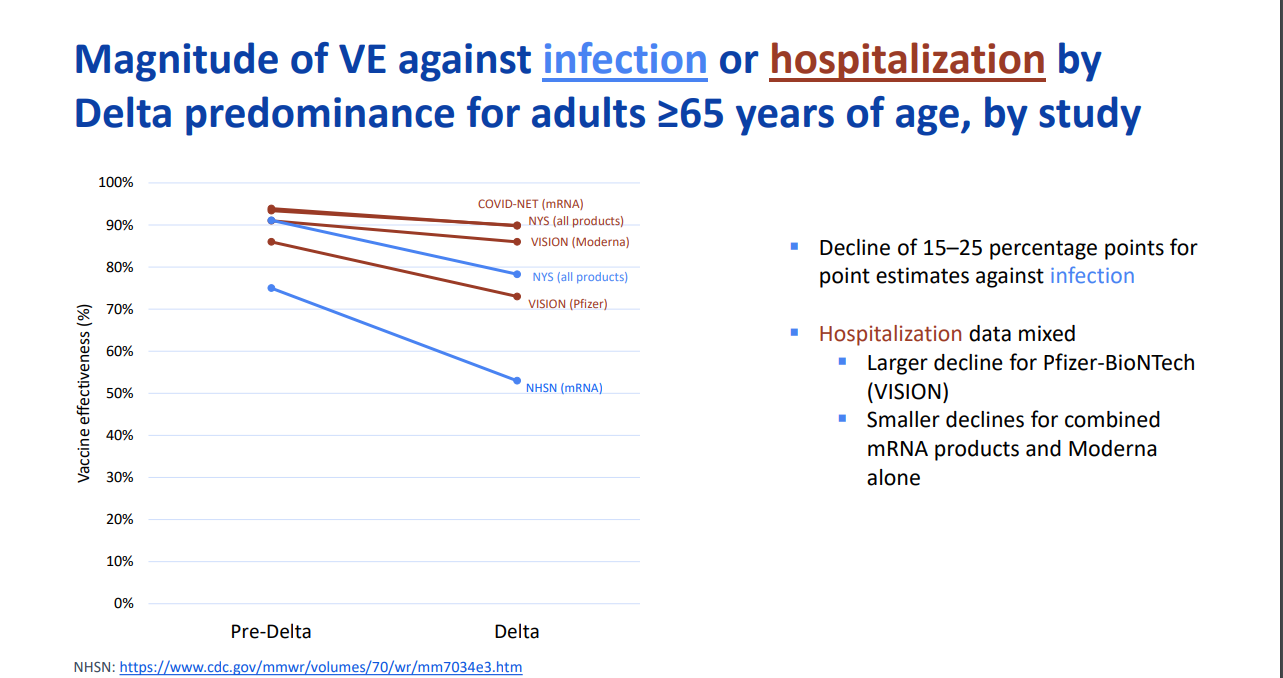 Magnitude of VE against infection or hospitalization by
Delta predominance for adults ≥65 years of age, by study
Vaccine effectiveness (%)
100%
90%
80%
70%
60%
50%
40%
30%
20%
10%
0%
COVID-NET (mRNA)
NYS (all products)
VISION (Moderna)
NYS (all products)
VISION (Pfizer)
NHSN (mRNA)
Pre-Delta
Delta
▪ Decline of 15–25 percentage points for
point estimates against infection
▪ Hospitalization data mixed
▪ Larger decline for Pfizer-BioNTech
(VISION)
▪ Smaller declines for combined
mRNA products and Moderna
alone
NHSN: https://www.cdc.gov/mmwr/volumes/70/wr/mm7034e3.htm